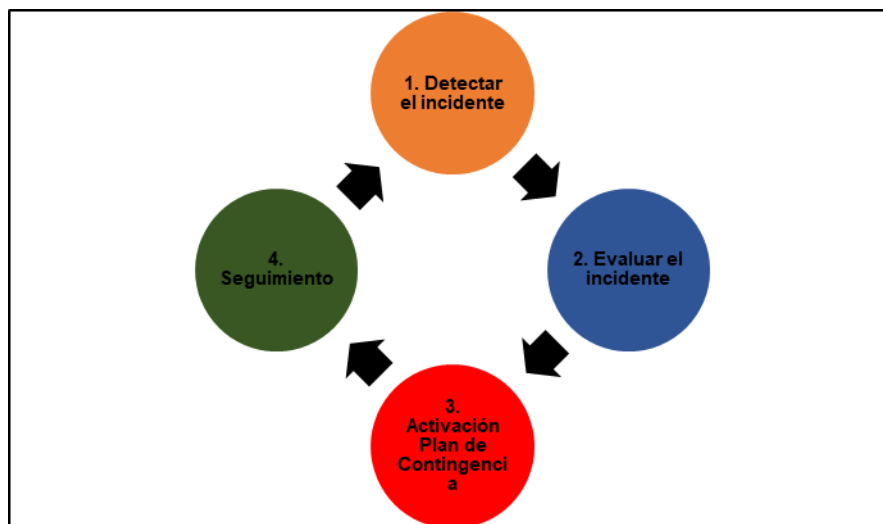 1. Detectar
el incidente
2. Evaluar el
incidente
3.
Activación
Plan de
Contingenci
a
4.
Seguimiento